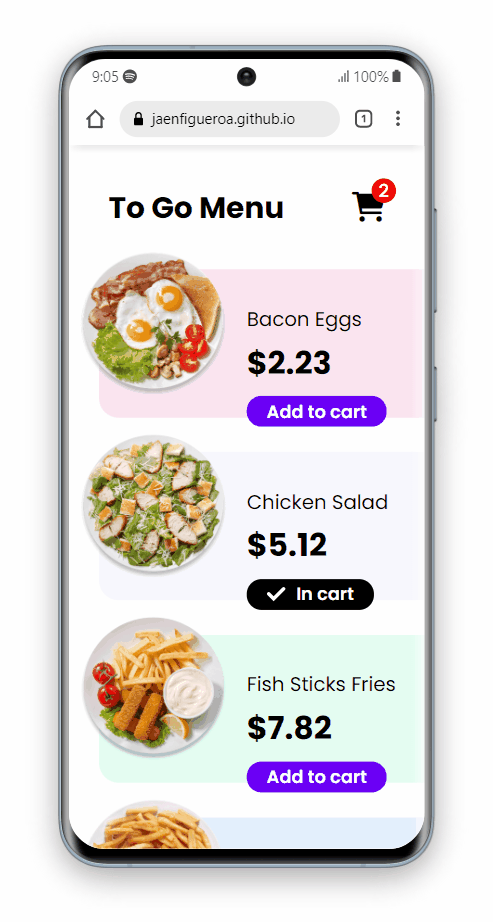 9:05 100%
jaenfigueroa.github.io 1
To Go Menu 2
Bacon Eggs
$2.23
Add to cart
Chicken Salad
$5.12
In cart
Fish Sticks Fries
$7.82
Add to cart